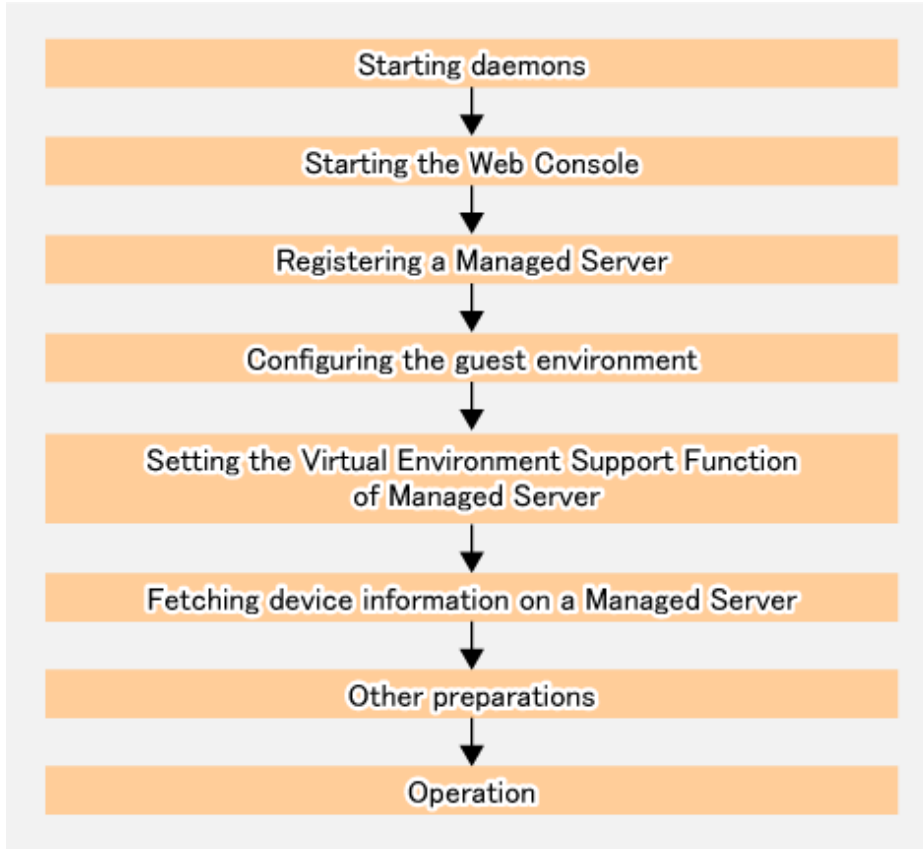 Starting daemons
Starting the Web Console
Registering a Managed Server
Configuring the guest environment
Setting the Virtual Environment Support Function
of Managed Server
Fetching device information on a Managed Server
Other preparations
Operation